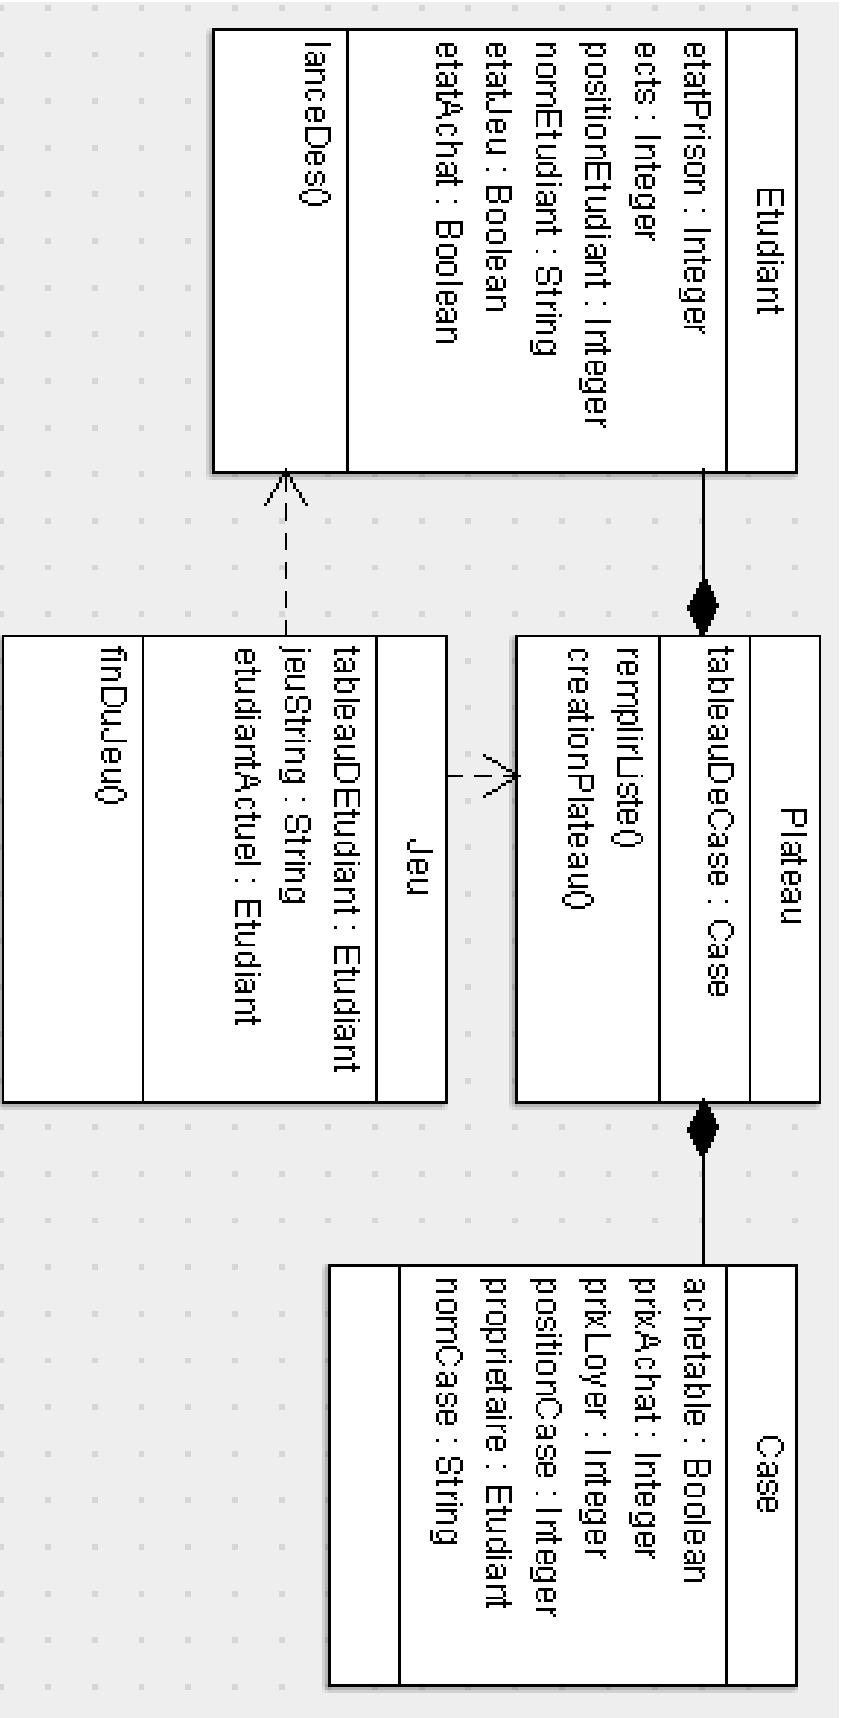 Etudiant
etatPrison : Integer
ects : Integer
positionEtudiant : Integer
nomEtudiant : String
etatJeu : Boolean
etatAchat : Boolean
lanceDes()
Plateau
tableauDeCase : Case
remplirListe()
creationPlateau()
Jeu
tableauDEtudiant : Etudiant
jeuString : String
etudiantActuel : Etudiant
finDuJeu()
Case
achetable : Boolean
prixAchat : Integer
prixLoyer : Integer
positionCase : Integer
proprietaire : Etudiant
nomCase : String